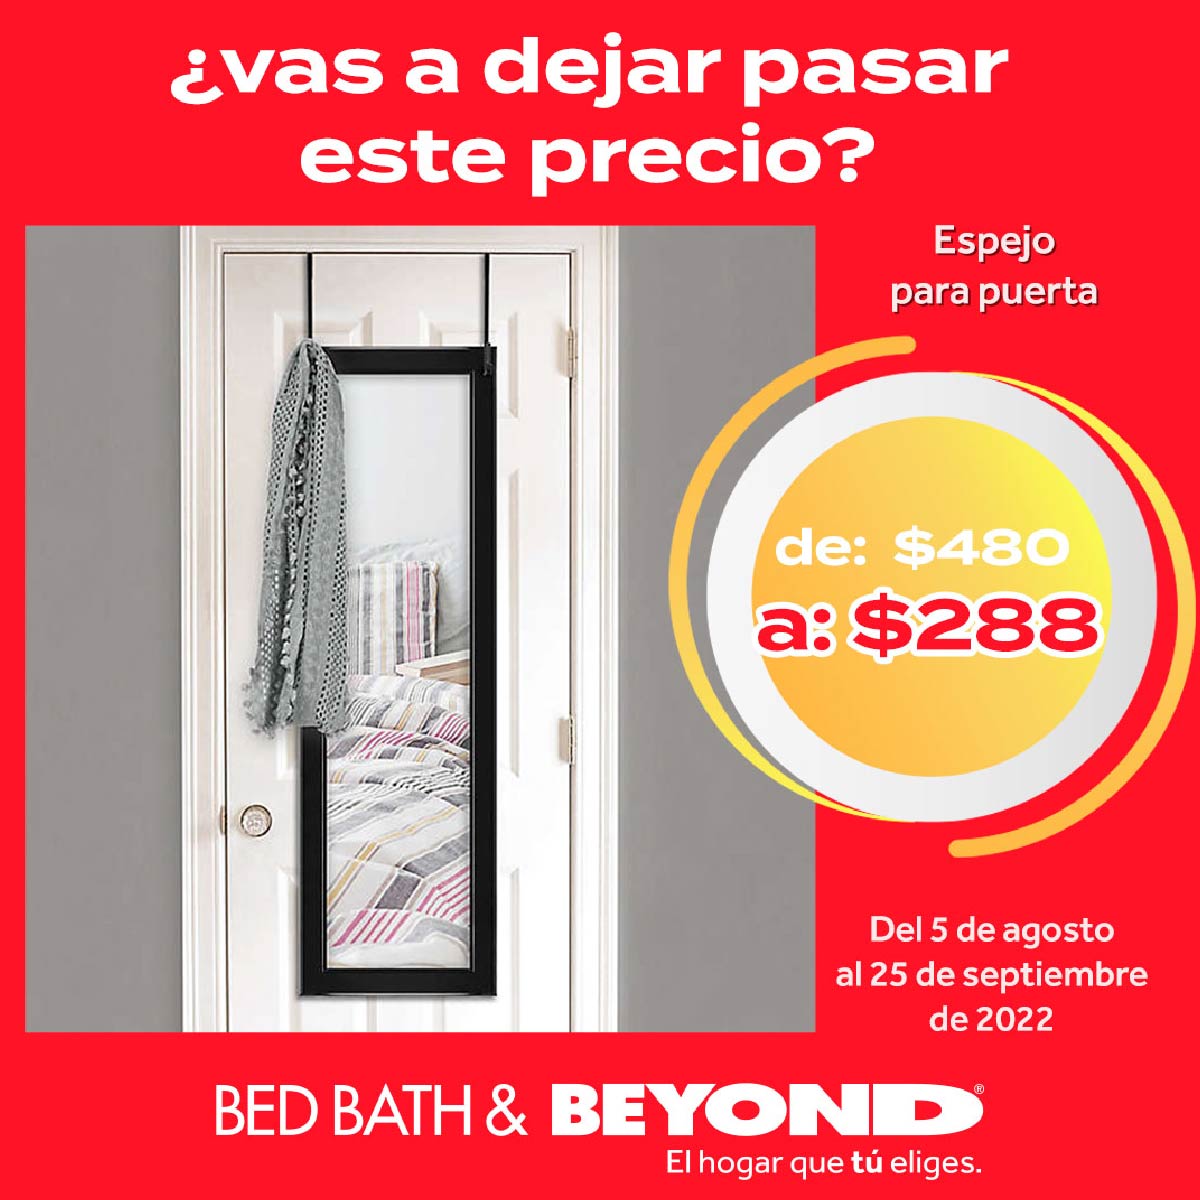 ¿vas a dejar pasar
este precio?
Espejo
para puerta
de: $480
a: $288
Del 5 de agosto
al 25 de septiembre
de 2022
BED BATH & BEYOND®
El hogar que tú eliges.